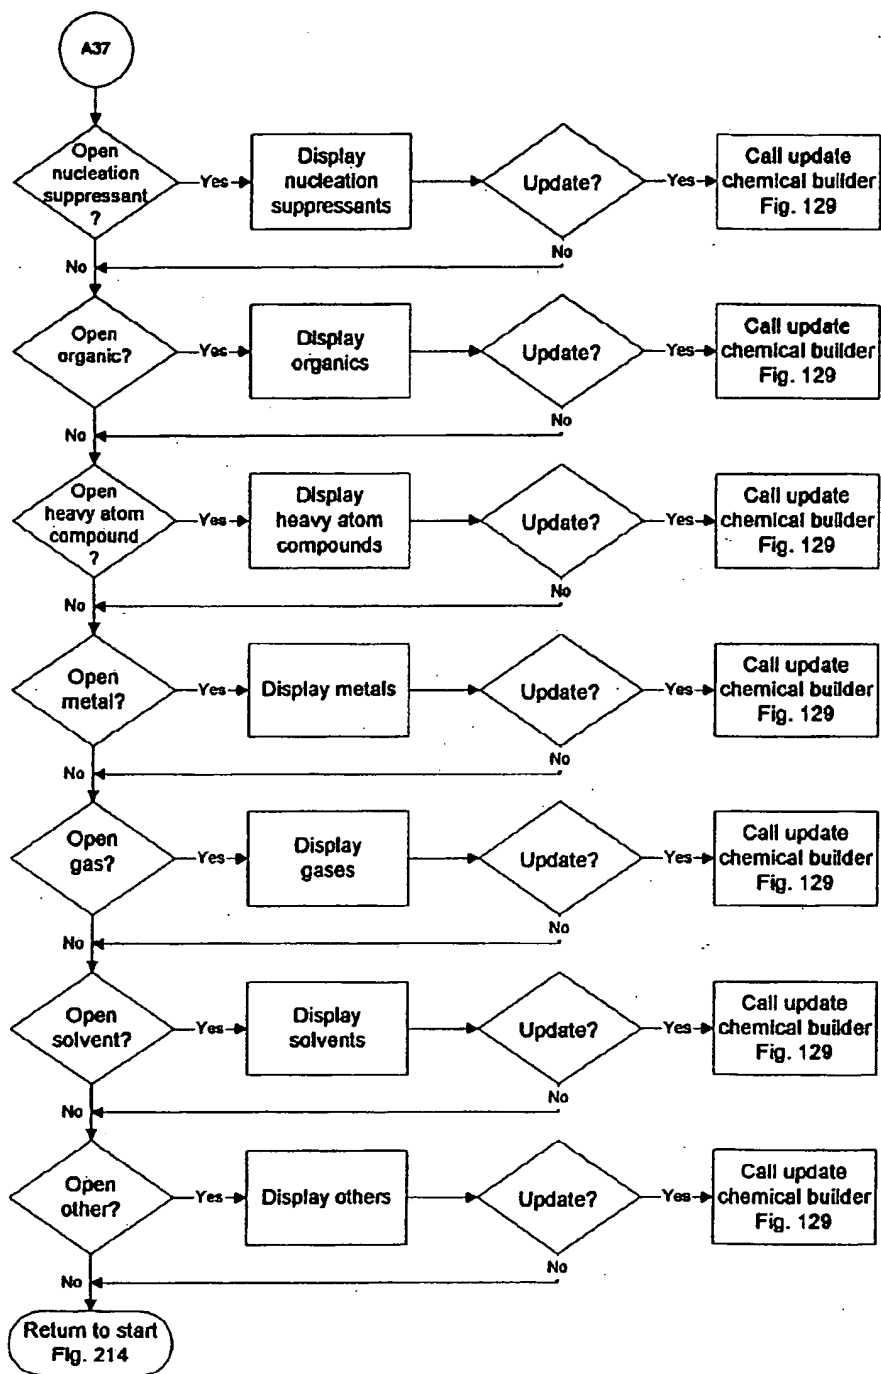 A37
Open
nucleation
suppressant
?
Yes
Display
nucleation
suppressants
Update?
Yes
Call update
chemical builder
Fig. 129
No
No
Open
organic?
Yes
Display
organics
Update?
Yes
Call update
chemical builder
Fig. 129
No
No
Open
heavy atom
compound
?
Yes
Display
heavy atom
compounds
Update?
Yes
Call update
chemical builder
Fig. 129
No
No
Open
metal?
Yes
Display metals
Update?
Yes
Call update
chemical builder
Fig. 129
No
No
Open
gas?
Yes
Display
gases
Update?
Yes
Call update
chemical builder
Fig. 129
No
No
Open
solvent?
Yes
Display
solvents
Update?
Yes
Call update
chemical builder
Fig. 129
No
No
Open
other?
Yes
Display others
Update?
Yes
Call update
chemical builder
Fig. 129
No
No
Return to start
Fig. 214